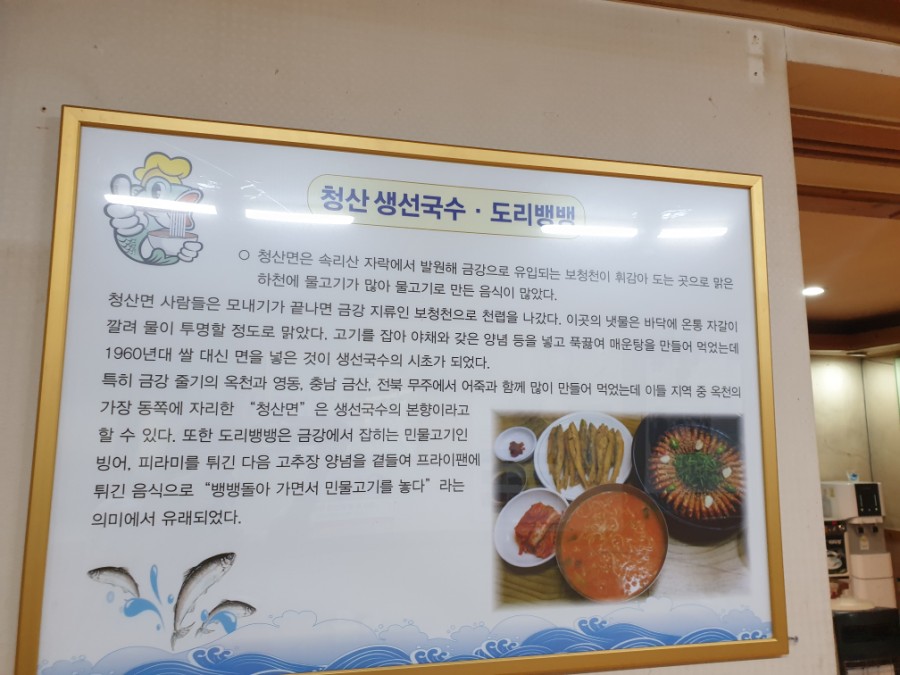 청산 생선국수 · 도리뱅뱅
○ 청산면은 속리산 자락에서 발원해 금강으로 유입되는 보청천이 휘감아 도는 곳으로 맑은
하천에 물고기가 많아 물고기로 만든 음식이 많았다.
청산면 사람들은 모내기가 끝나면 금강 지류인 보청천으로 천렵을 나갔다. 이곳의 냇물은 바닥에 온통 자갈이
깔려 물이 투명할 정도로 맑았다. 고기를 잡아 야채와 갖은 양념 등을 넣고 푹끓여 매운탕을 만들어 먹었는데
1960년대 쌀 대신 면을 넣은 것이 생선국수의 시초가 되었다.
특히 금강 줄기의 옥천과 영동, 충남 금산, 전북 무주에서 어죽과 함께 많이 만들어 먹었는데 이들 지역 중 옥천의
가장 동쪽에 자리한 “청산면” 은 생선국수의 본향이라고
할 수 있다. 또한 도리뱅뱅은 금강에서 잡히는 민물고기인
빙어, 피라미를 튀긴 다음 고추장 양념을 곁들여 프라이팬에
튀긴 음식으로 “뱅뱅돌아 가면서 민물고기를 놓다” 라는
의미에서 유래되었다.